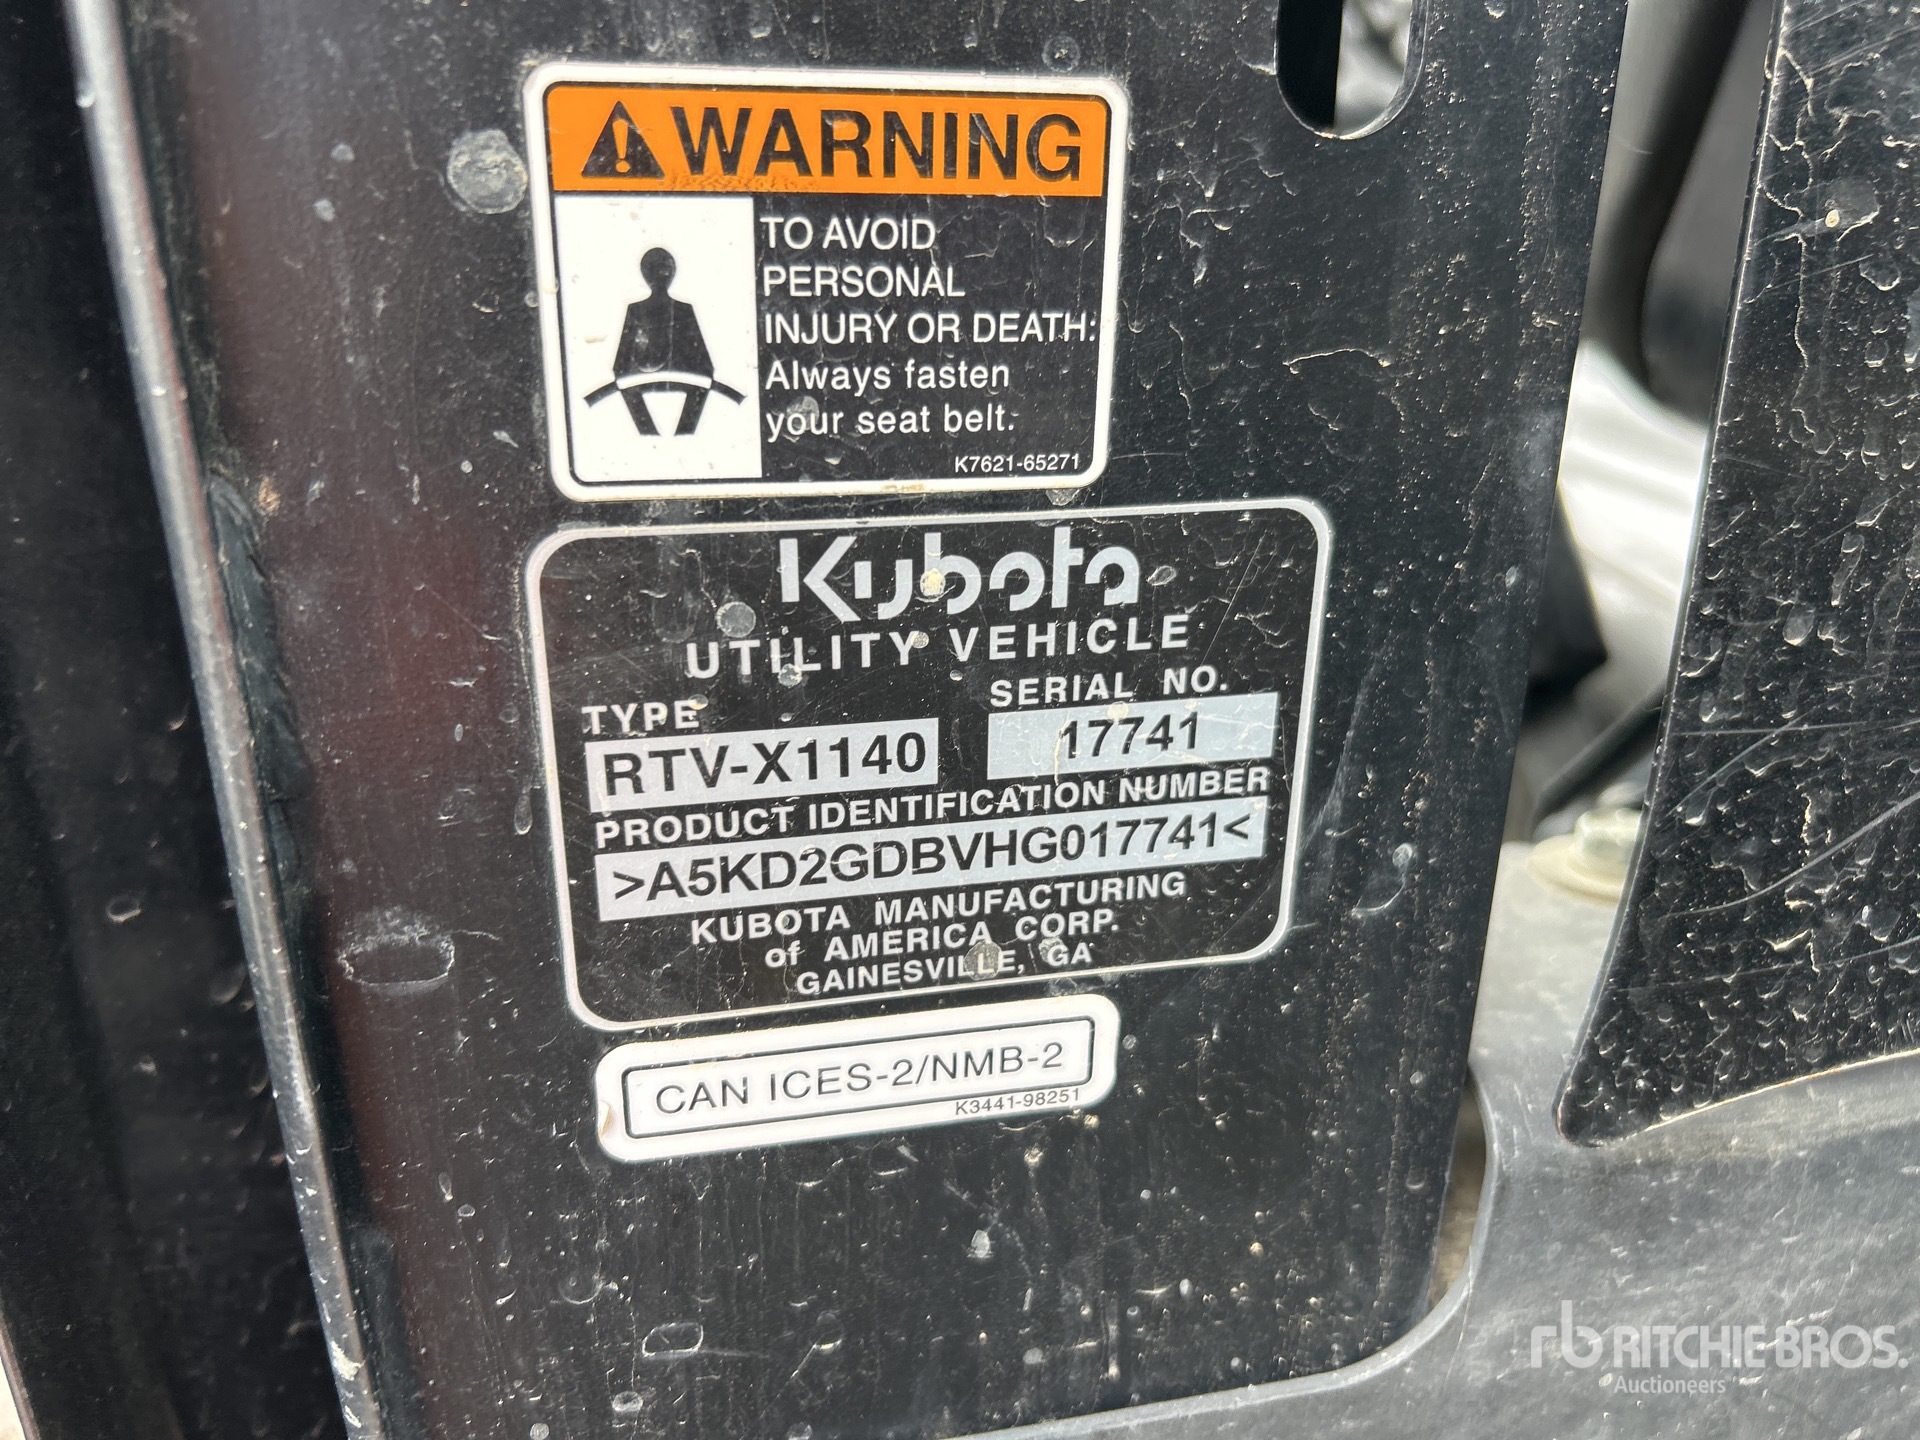 WARNING
TO AVOID
PERSONAL
INJURY OR DEATH:
Always fasten
your seat belt.
K7621-65271
Kubota
UTILITY VEHICLE
TYPE SERIAL NO.
RTV-X1140 17741
PRODUCT IDENTIFICATION NUMBER
>A5KD2GDBVHG017741<
KUBOTA MANUFACTURING
of AMERICA CORP.
GAINESVILLE, GA
CAN ICES-2/NMB-2
K3441-98251
rb RITCHIE BROS.
Auctioneers